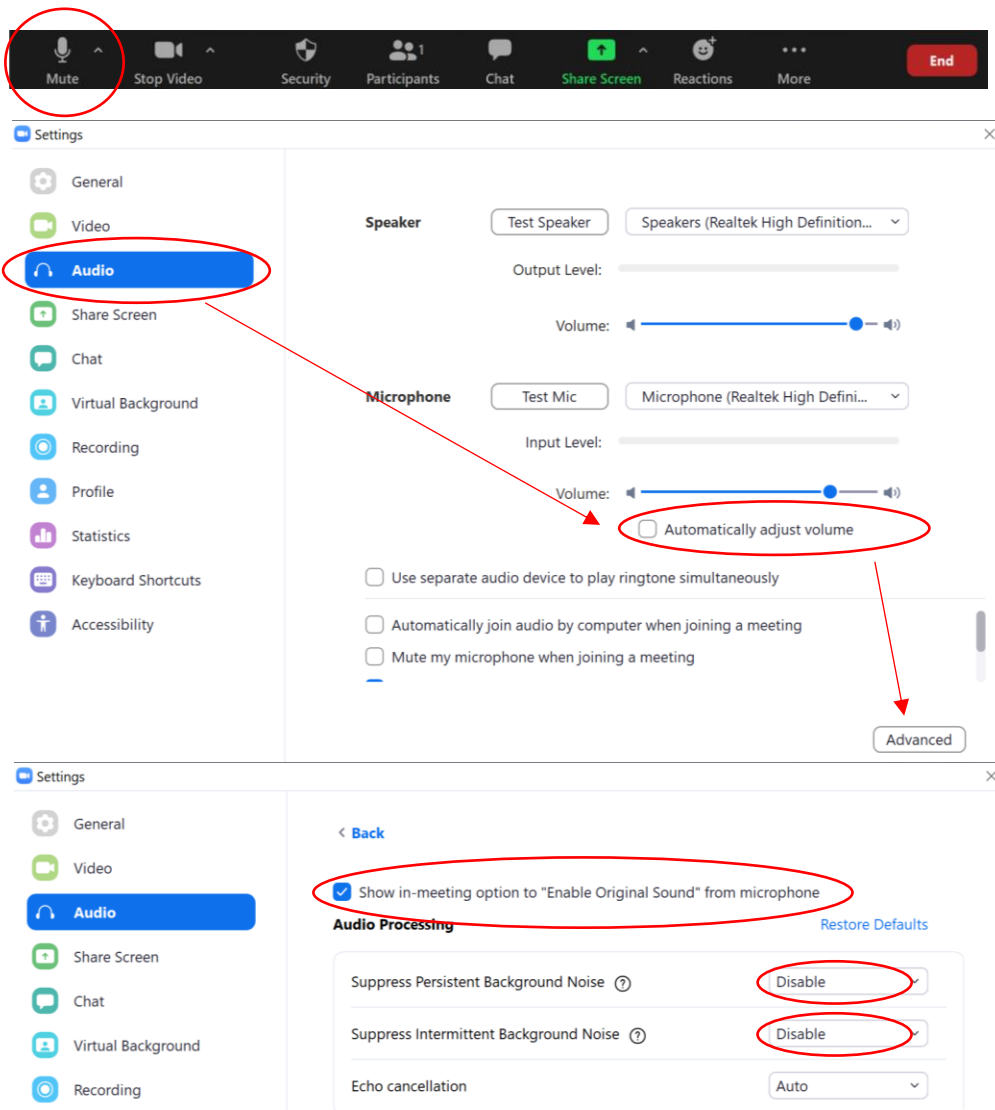 Mute Stop Video Security Participants 1 Chat Share Screen Reactions More End
Settings
General
Video
Audio
Share Screen
Chat
Virtual Background
Recording
Profile
Statistics
Keyboard Shortcuts
Accessibility
Speaker Test Speaker Speakers (Realtek High Definition...
Output Level:
Volume:
Microphone Test Mic Microphone (Realtek High Defini...
Input Level:
Volume:
Automatically adjust volume
Use separate audio device to play ringtone simultaneously
Automatically join audio by computer when joining a meeting
Mute my microphone when joining a meeting
Advanced
Settings
General
Video
Audio
Share Screen
Chat
Virtual Background
Recording
< Back
Show in-meeting option to "Enable Original Sound" from microphone
Audio Processing Restore Defaults
Suppress Persistent Background Noise ? Disable
Suppress Intermittent Background Noise ? Disable
Echo cancellation Auto